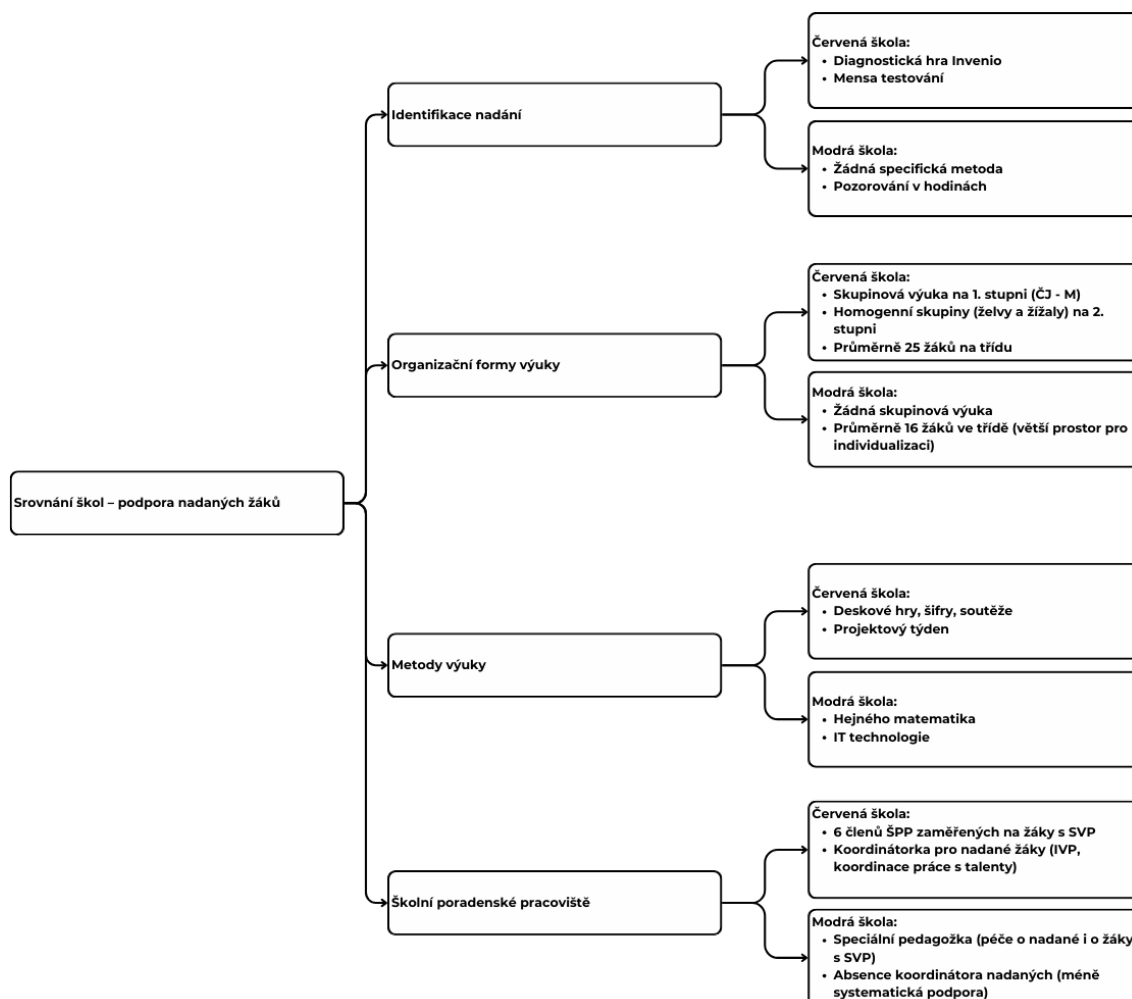 Srovnání škol – podpora nadaných žáků
Identifikace nadání
Červená škola:
• Diagnostická hra Invenio
• Mensa testování
Modrá škola:
• Žádná specifická metoda
• Pozorování v hodinách
Organizační formy výuky
Červená škola:
• Skupinová výuka na 1. stupni (ČJ - M)
• Homogenní skupiny (želvy a žížaly) na 2.
stupni
• Průměrně 25 žáků na třídu
Modrá škola:
• Žádná skupinová výuka
• Průměrně 16 žáků ve třídě (větší prostor pro
individualizaci)
Metody výuky
Červená škola:
• Deskové hry, šifry, soutěže
• Projektový týden
Modrá škola:
• Hejného matematika
• IT technologie
Školní poradenské pracoviště
Červená škola:
• 6 členů ŠPP zaměřených na žáky s SVP
• Koordinátorka pro nadané žáky (IVP,
koordinace práce s talenty)
Modrá škola:
• Speciální pedagožka (péče o nadané i o žáky
s SVP)
• Absence koordinátora nadaných (méně
systematická podpora)